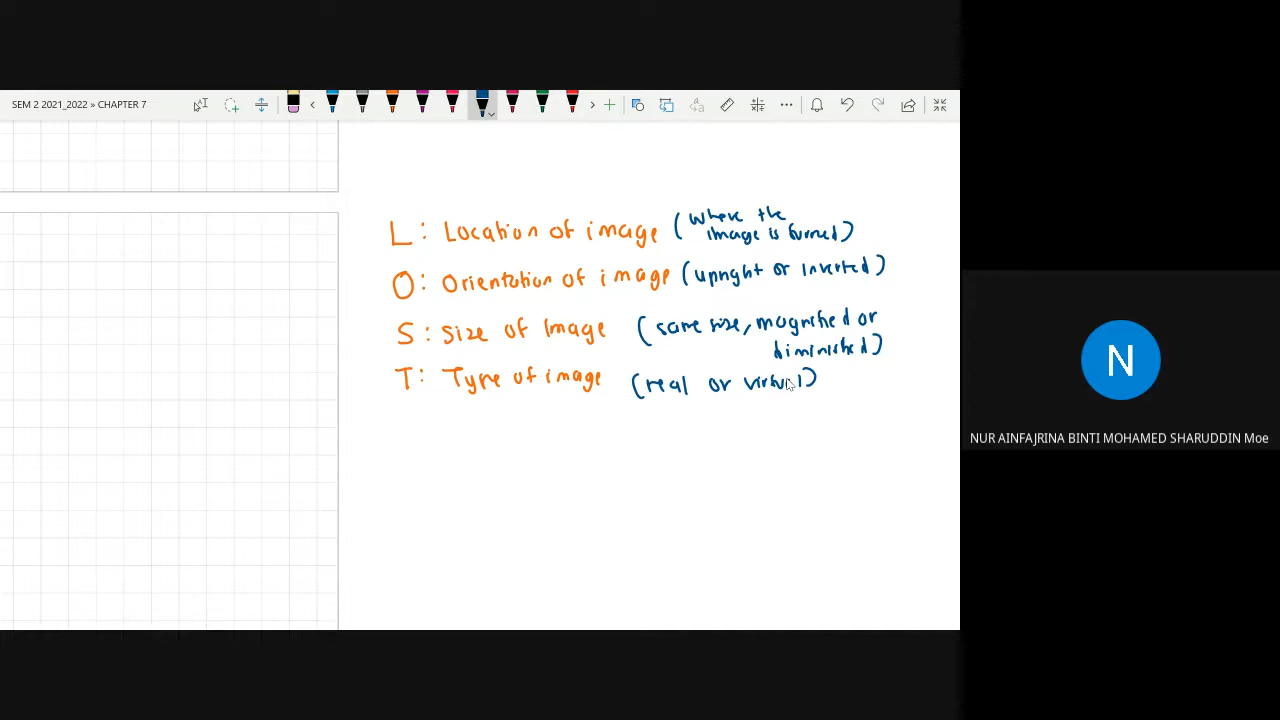 SEM 2 2021_2022 » CHAPTER 7
L: Location of image (where the
image is formed)
O: Orientation of image (upright or inverted)
S: Size of Image (same size, magnified or
diminished)
T: Type of image (real or virtual)
N
NUR AINFAJRINA BINTI MOHAMED SHARUDDIN Moe